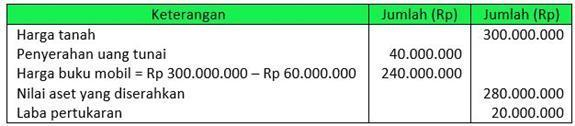 Keterangan Jumlah (Rp) Jumlah (Rp)
Harga tanah 300.000.000
Penyerahan uang tunai 40.000.000
Harga buku mobil = Rp 300.000.000 – Rp 60.000.000 240.000.000
Nilai aset yang diserahkan 280.000.000
Laba pertukaran 20.000.000